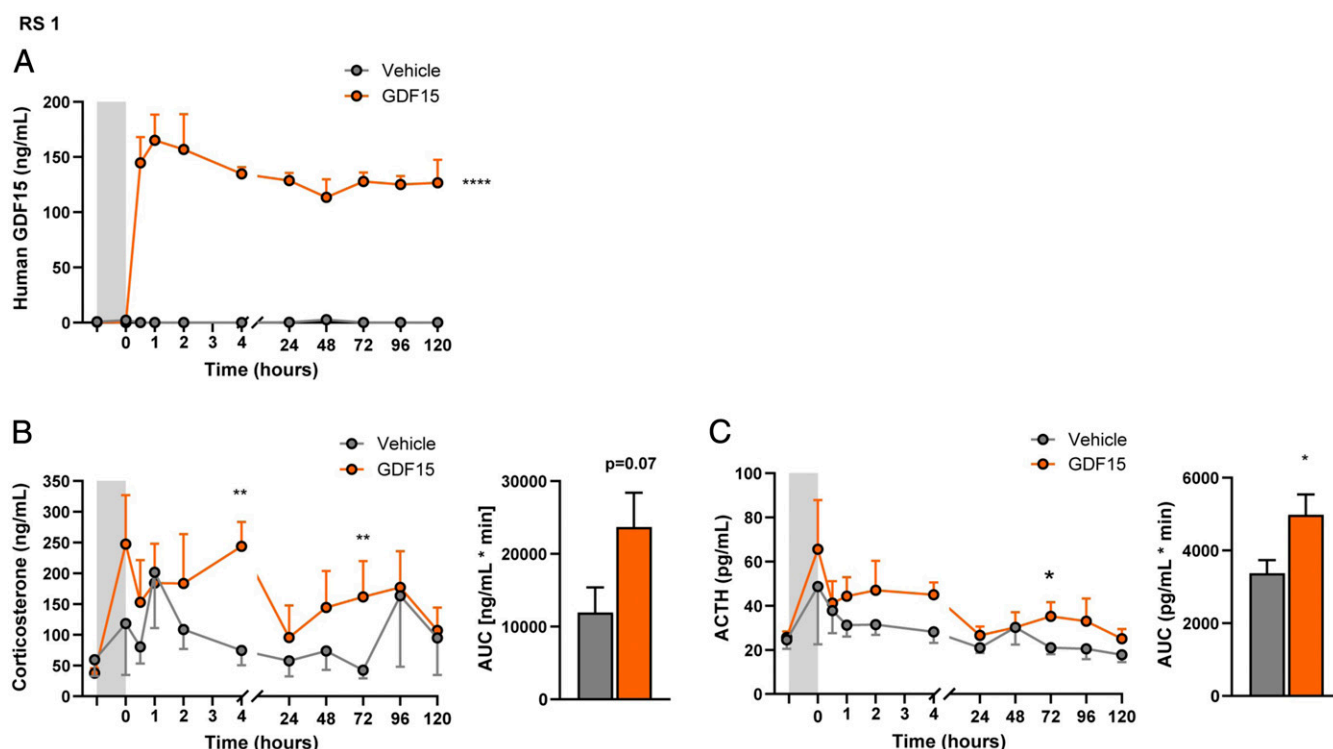 RS 1
A
Vehicle
GDF15
Human GDF15 (ng/mL)
200
150
100
50
0
****
0 1 2 3 4 24 48 72 96 120
Time (hours)
B
Vehicle
GDF15
Corticosterone (ng/mL)
350
300
250
200
150
100
50
0
**
**
0 1 2 3 4 24 48 72 96 120
Time (hours)
p=0.07
AUC [ng/mL * min]
30000
20000
10000
0
C
Vehicle
GDF15
ACTH (pg/mL)
100
80
60
40
20
0
*
0 1 2 3 4 24 48 72 96 120
Time (hours)
*
AUC (pg/mL * min)
6000
4000
2000
0